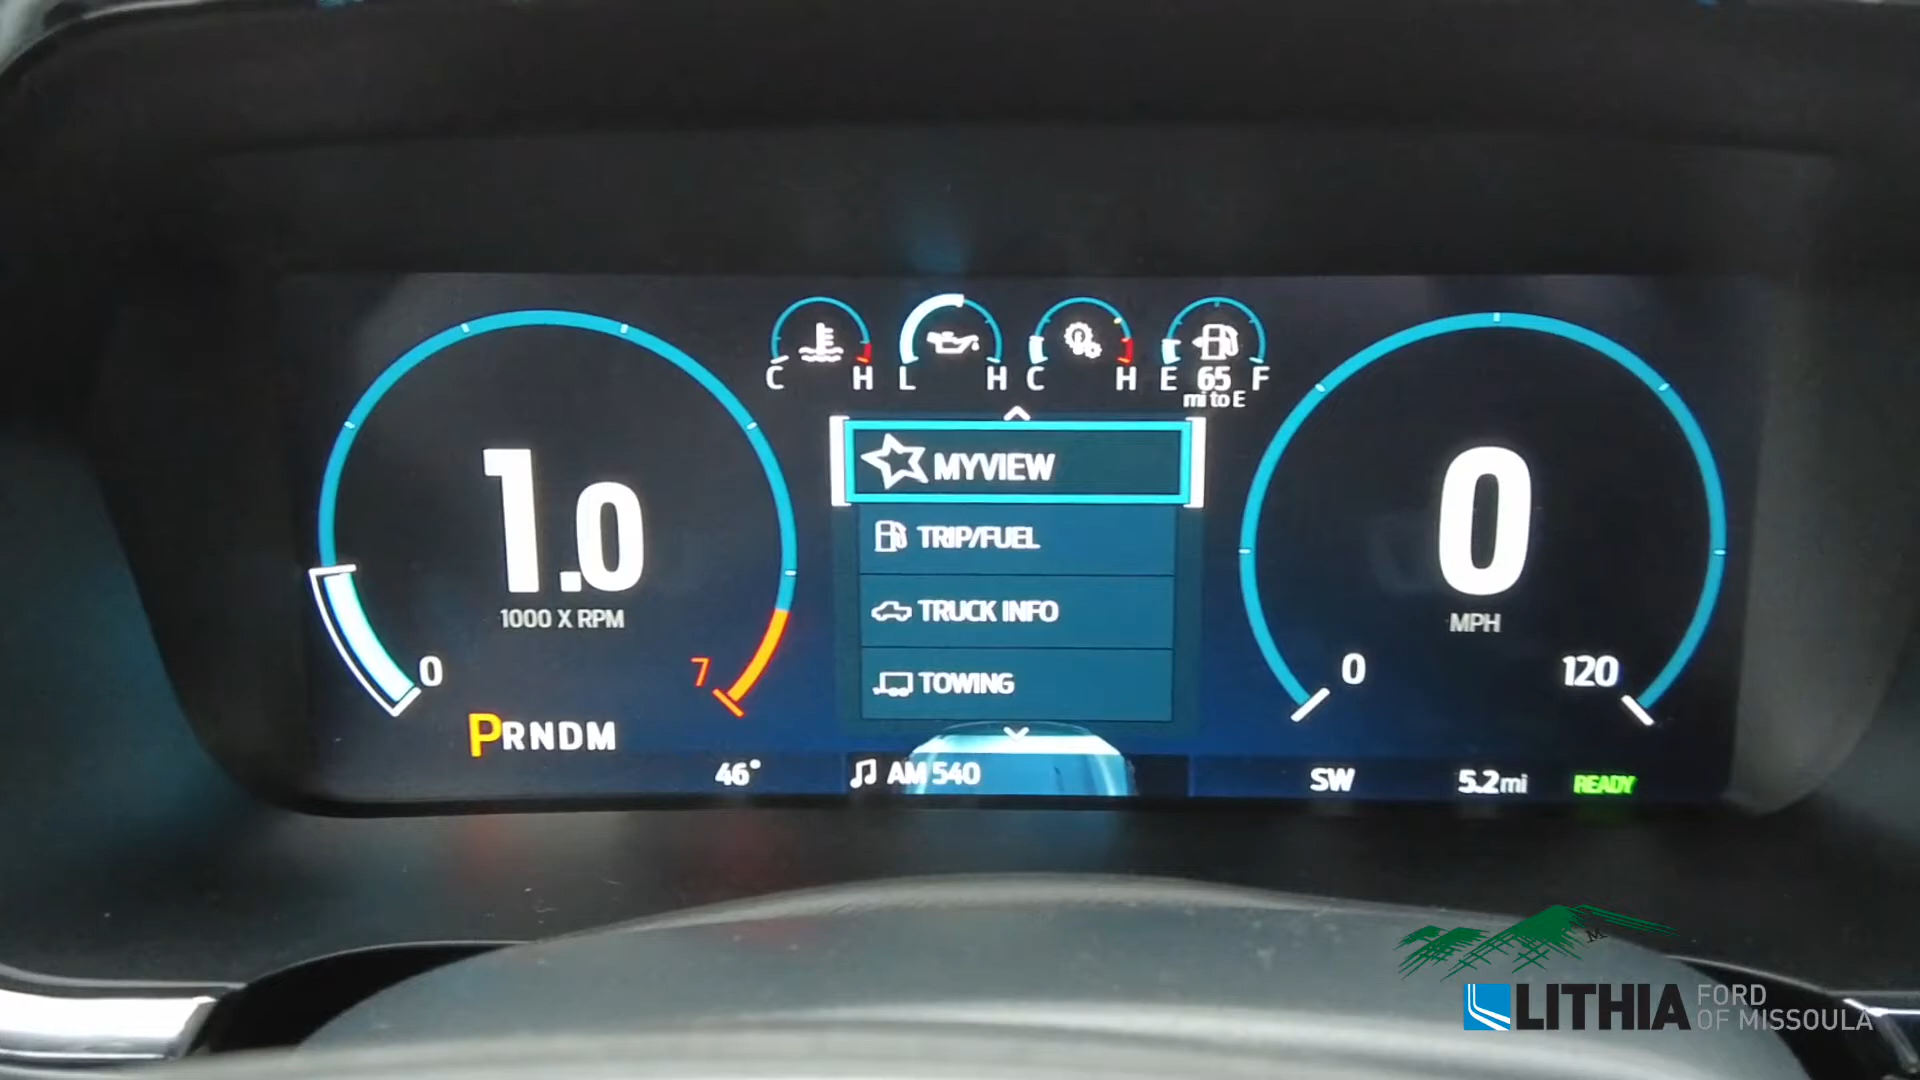 C H L H C H E 65 F
mi to E
MYVIEW
TRIP/FUEL
TRUCK INFO
TOWING
1.0
1000 X RPM
0 7
PRNDM
0
MPH
0 120
46° AM 540 SW 5.2mi READY
M
LITHIA FORD
OF MISSOULA